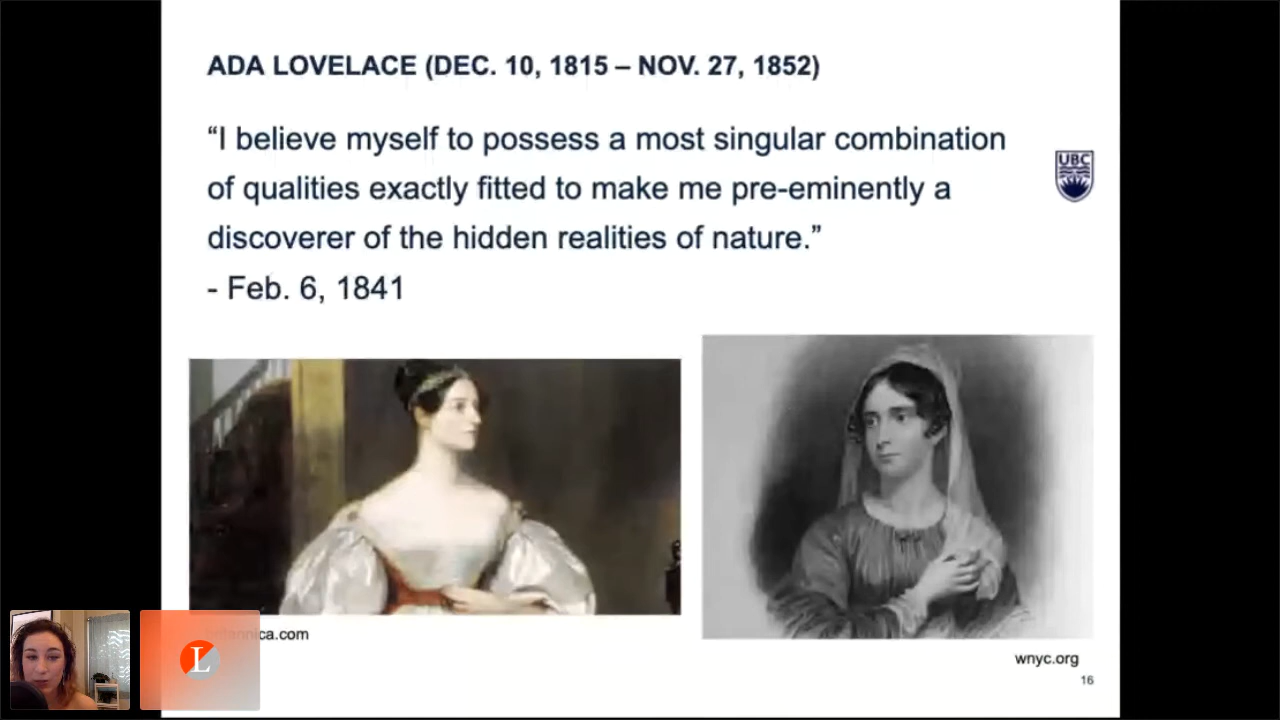 ADA LOVELACE (DEC. 10, 1815 – NOV. 27, 1852)
“I believe myself to possess a most singular combination
of qualities exactly fitted to make me pre-eminently a
discoverer of the hidden realities of nature.”
- Feb. 6, 1841
UBC
L
wnyc.org
16